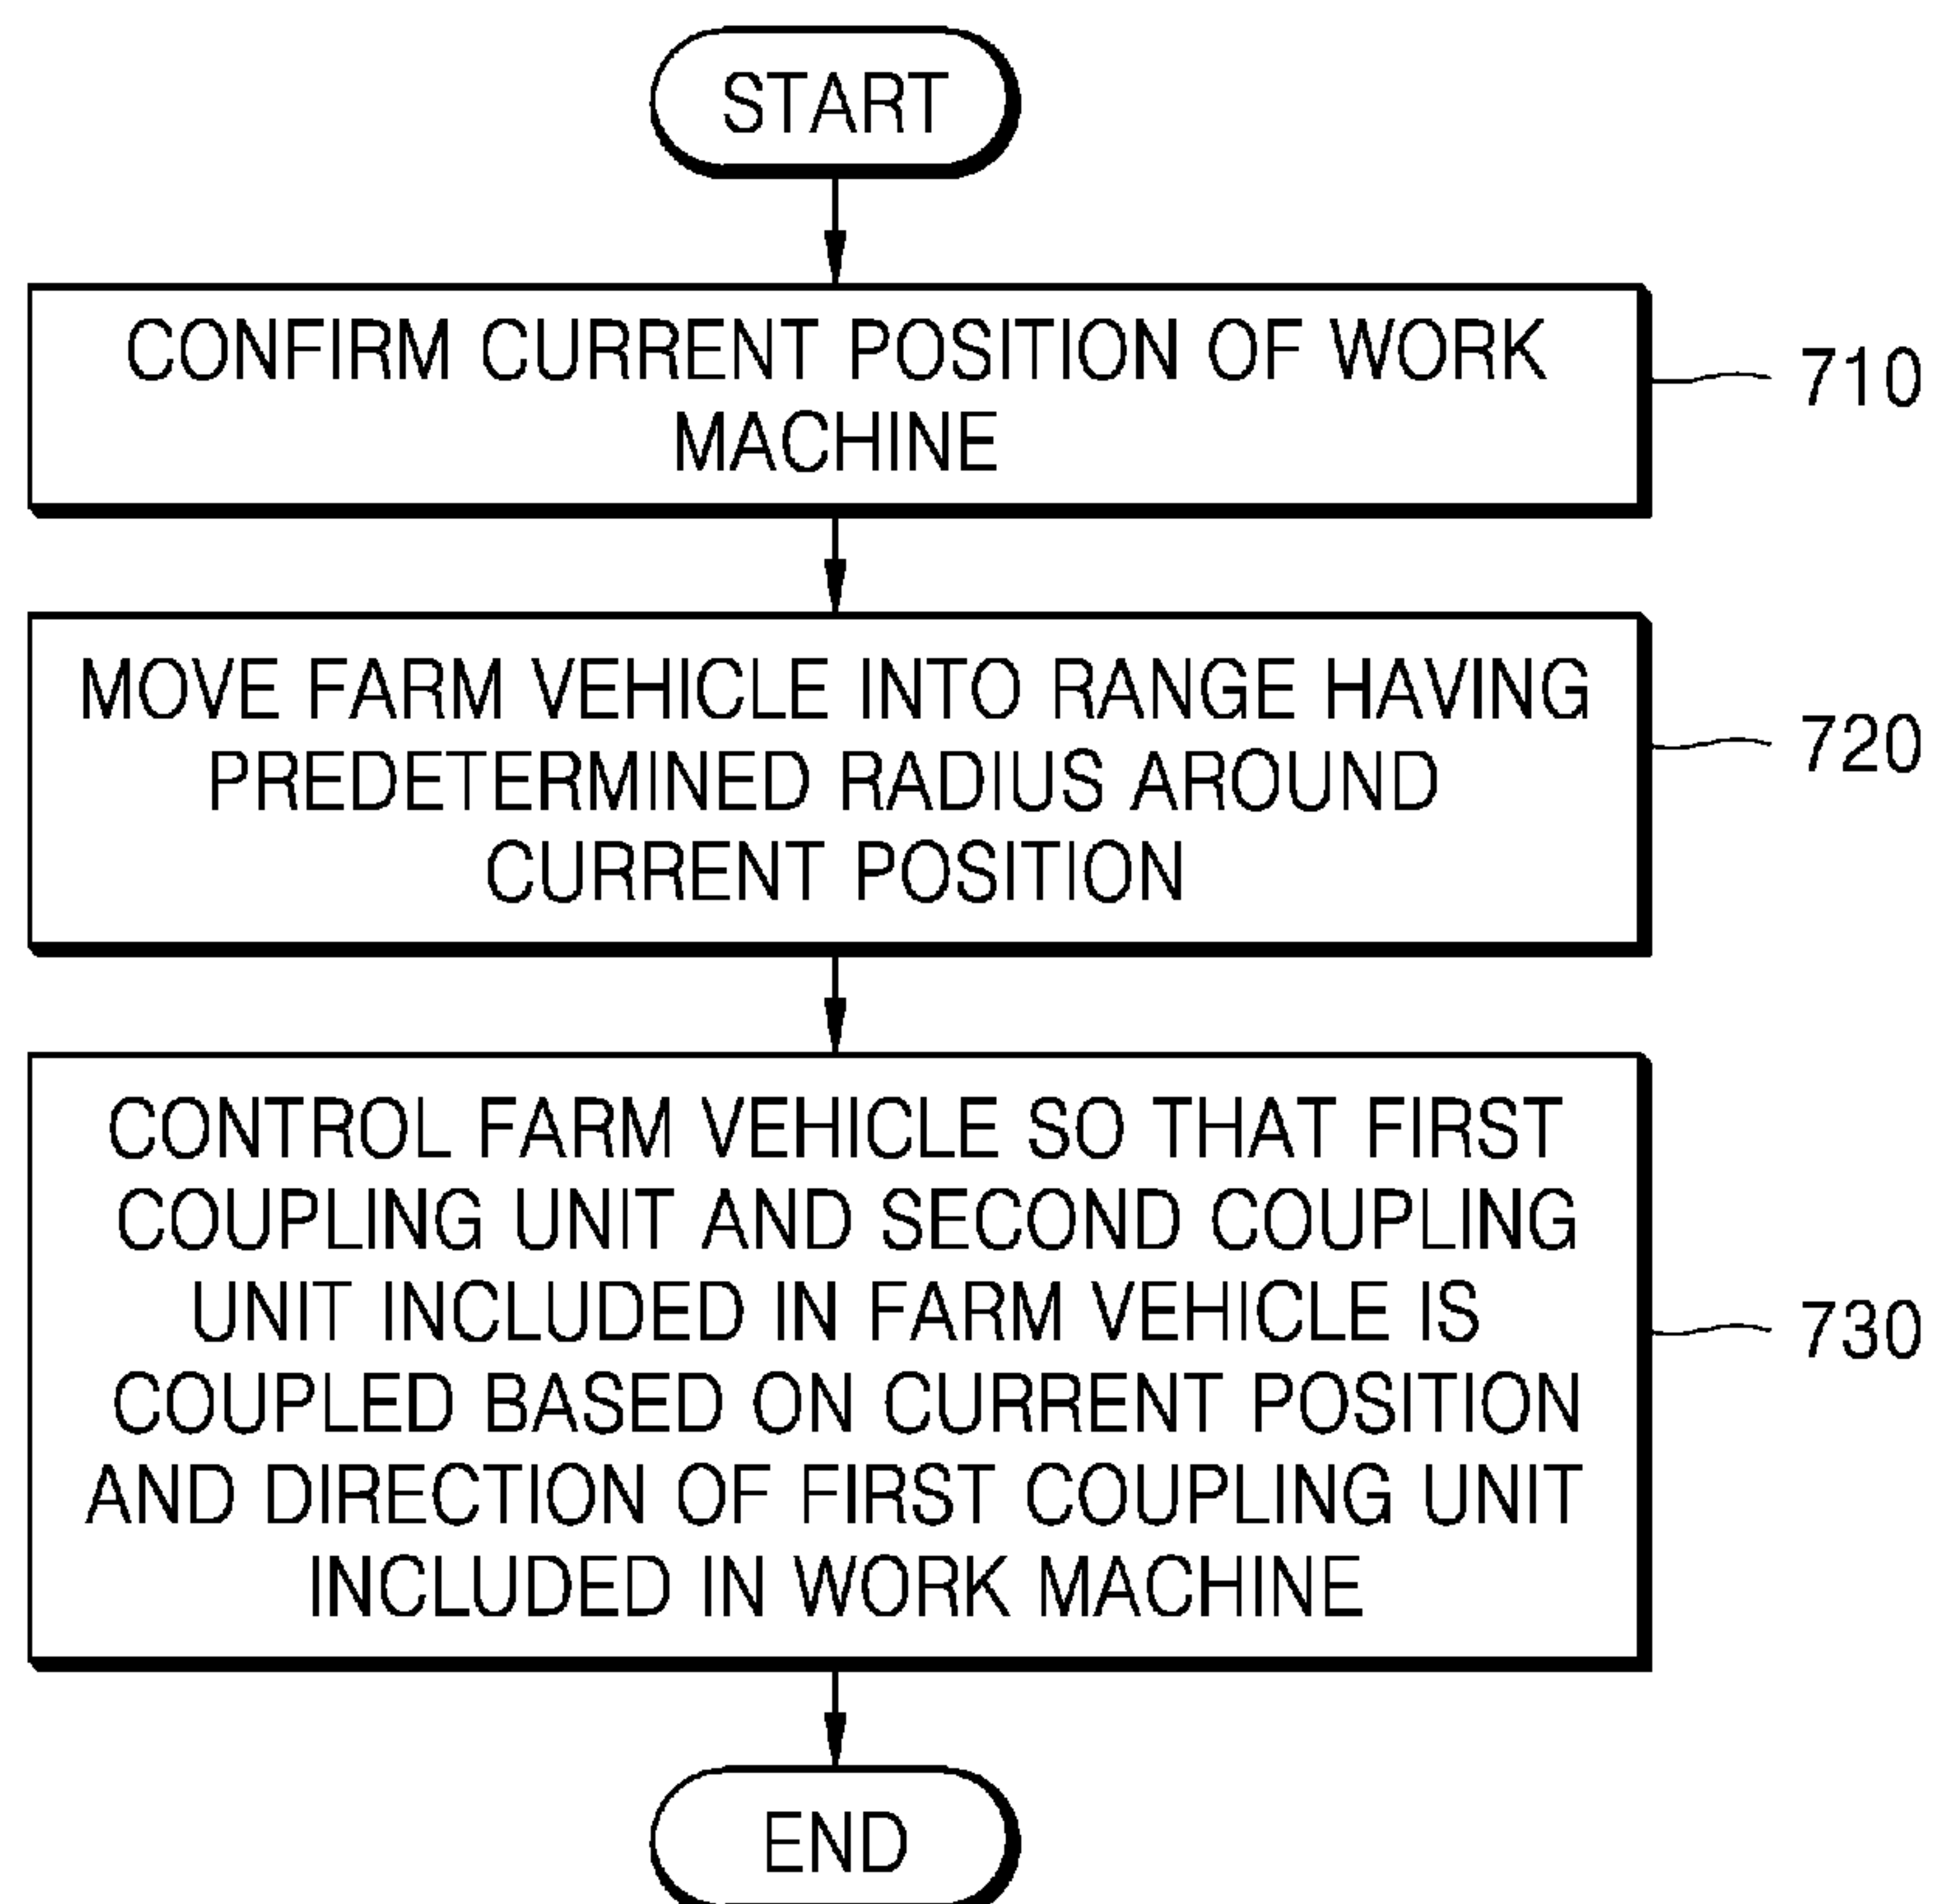 START
CONFIRM CURRENT POSITION OF WORK
MACHINE
710
MOVE FARM VEHICLE INTO RANGE HAVING
PREDETERMINED RADIUS AROUND
CURRENT POSITION
720
CONTROL FARM VEHICLE SO THAT FIRST
COUPLING UNIT AND SECOND COUPLING
UNIT INCLUDED IN FARM VEHICLE IS
COUPLED BASED ON CURRENT POSITION
AND DIRECTION OF FIRST COUPLING UNIT
INCLUDED IN WORK MACHINE
730
END